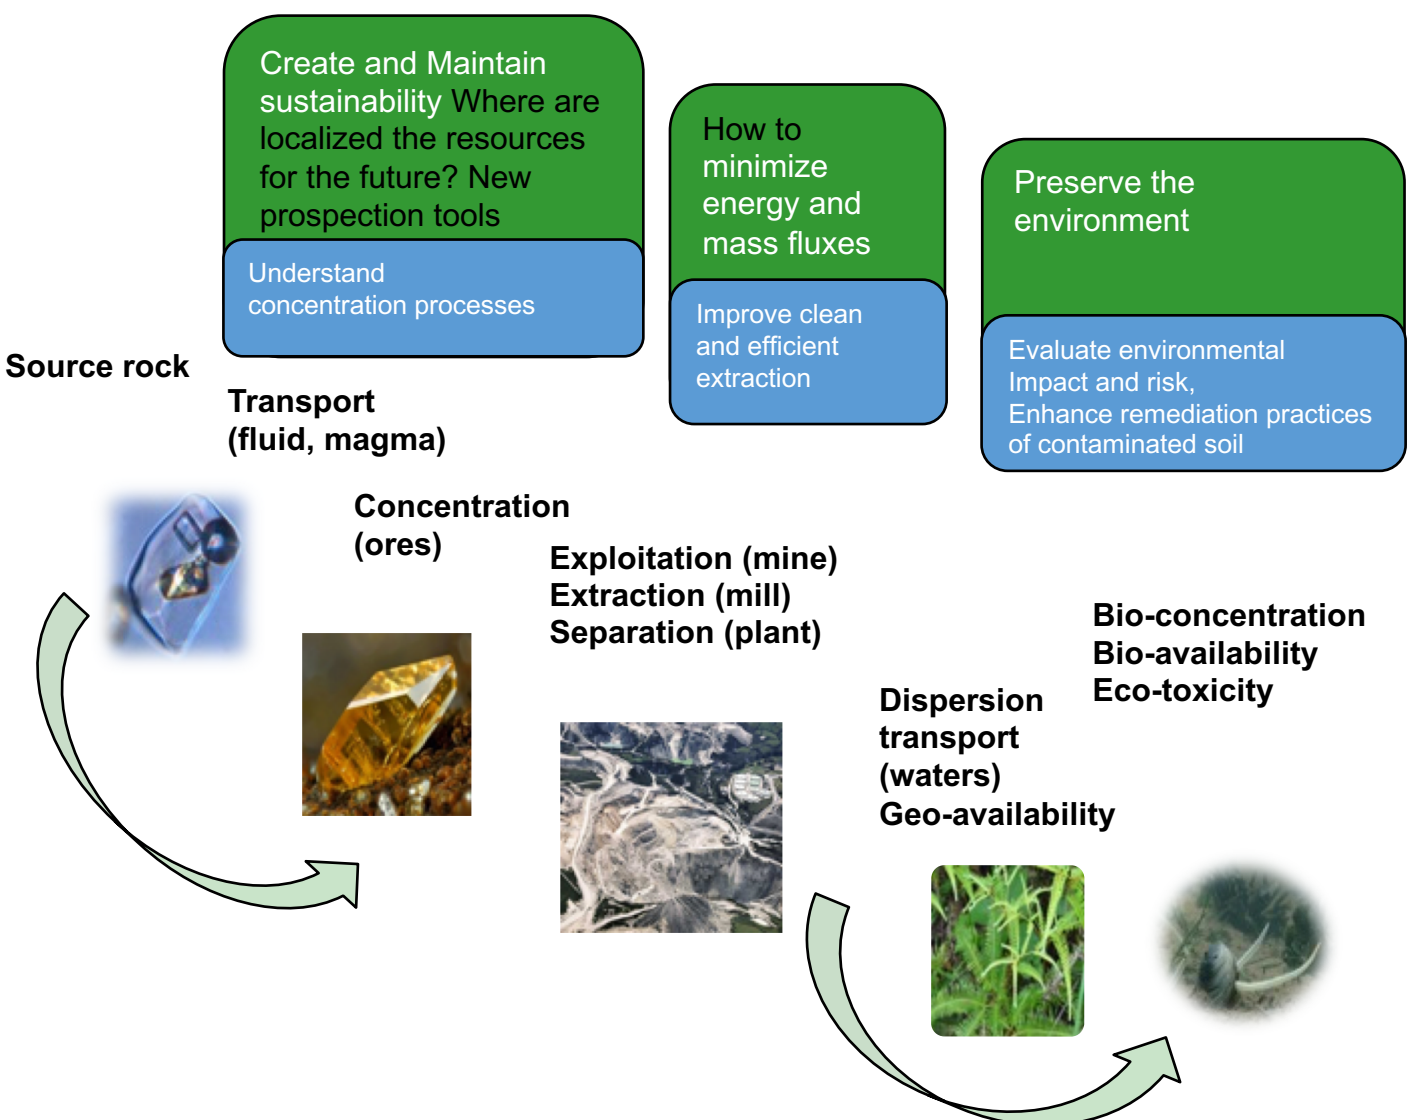 Create and Maintain
sustainability Where are
localized the resources
for the future? New
prospection tools
Understand
concentration processes
How to
minimize
energy and
mass fluxes
Improve clean
and efficient
extraction
Preserve the
environment
Evaluate environmental
Impact and risk,
Enhance remediation practices
of contaminated soil
Source rock
Transport
(fluid, magma)
Concentration
(ores)
Exploitation (mine)
Extraction (mill)
Separation (plant)
Dispersion
transport
(waters)
Geo-availability
Bio-concentration
Bio-availability
Eco-toxicity